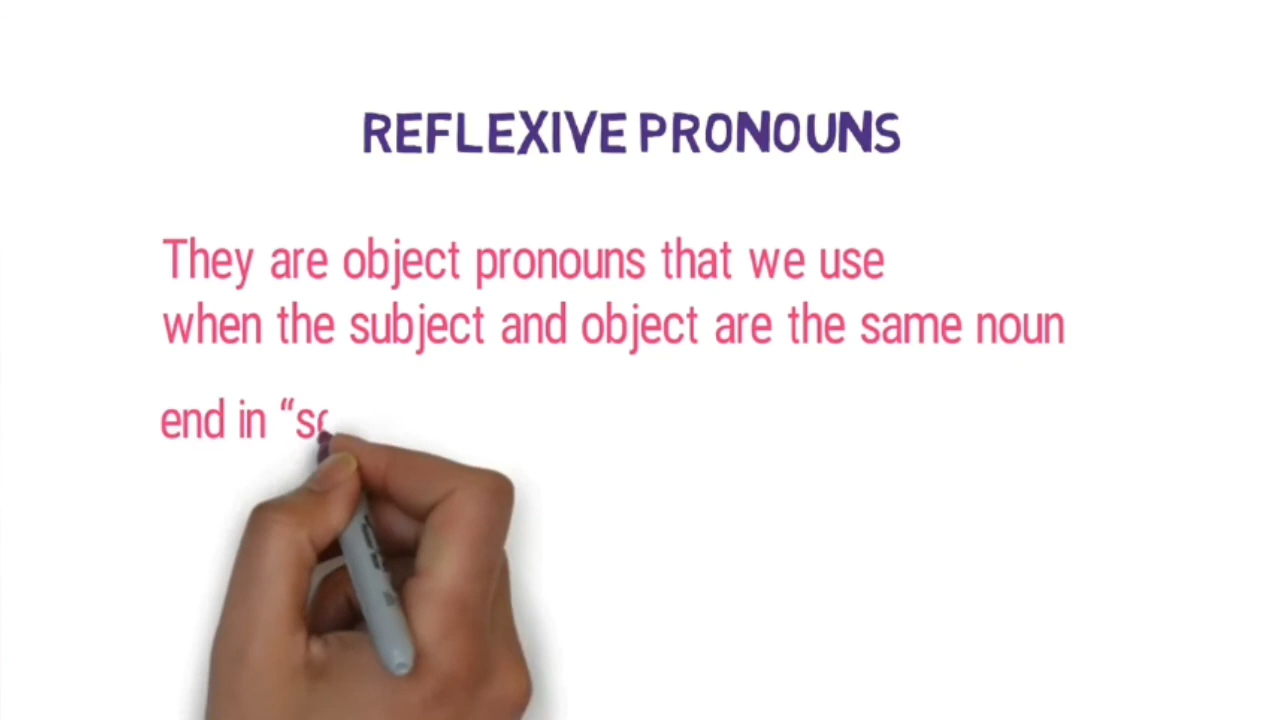 REFLEXIVE PRONOUNS
They are object pronouns that we use
when the subject and object are the same noun
end in